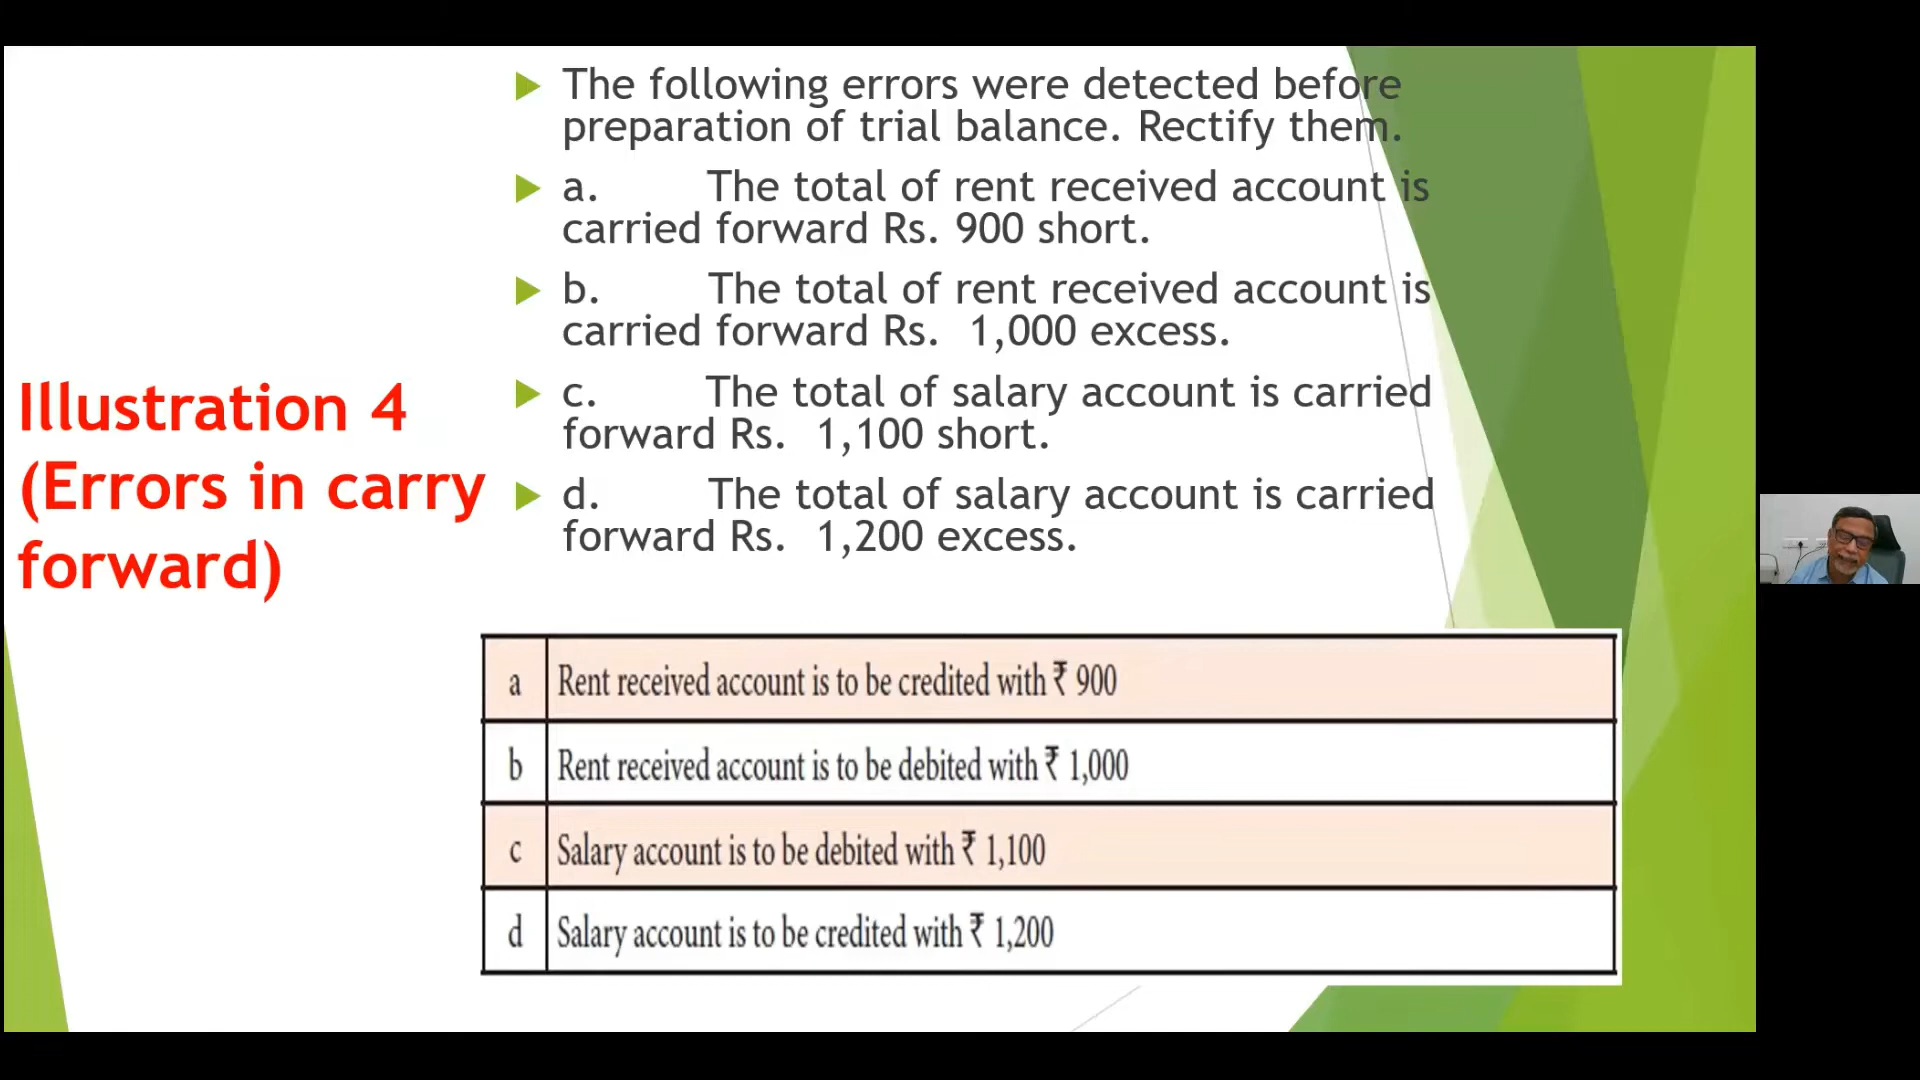 Illustration 4
(Errors in carry
forward)
The following errors were detected before
preparation of trial balance. Rectify them.
a. The total of rent received account is
carried forward Rs. 900 short.
b. The total of rent received account is
carried forward Rs. 1,000 excess.
c. The total of salary account is carried
forward Rs. 1,100 short.
d. The total of salary account is carried
forward Rs. 1,200 excess.
a Rent received account is to be credited with ₹ 900
b Rent received account is to be debited with ₹ 1,000
c Salary account is to be debited with ₹ 1,100
d Salary account is to be credited with ₹ 1,200